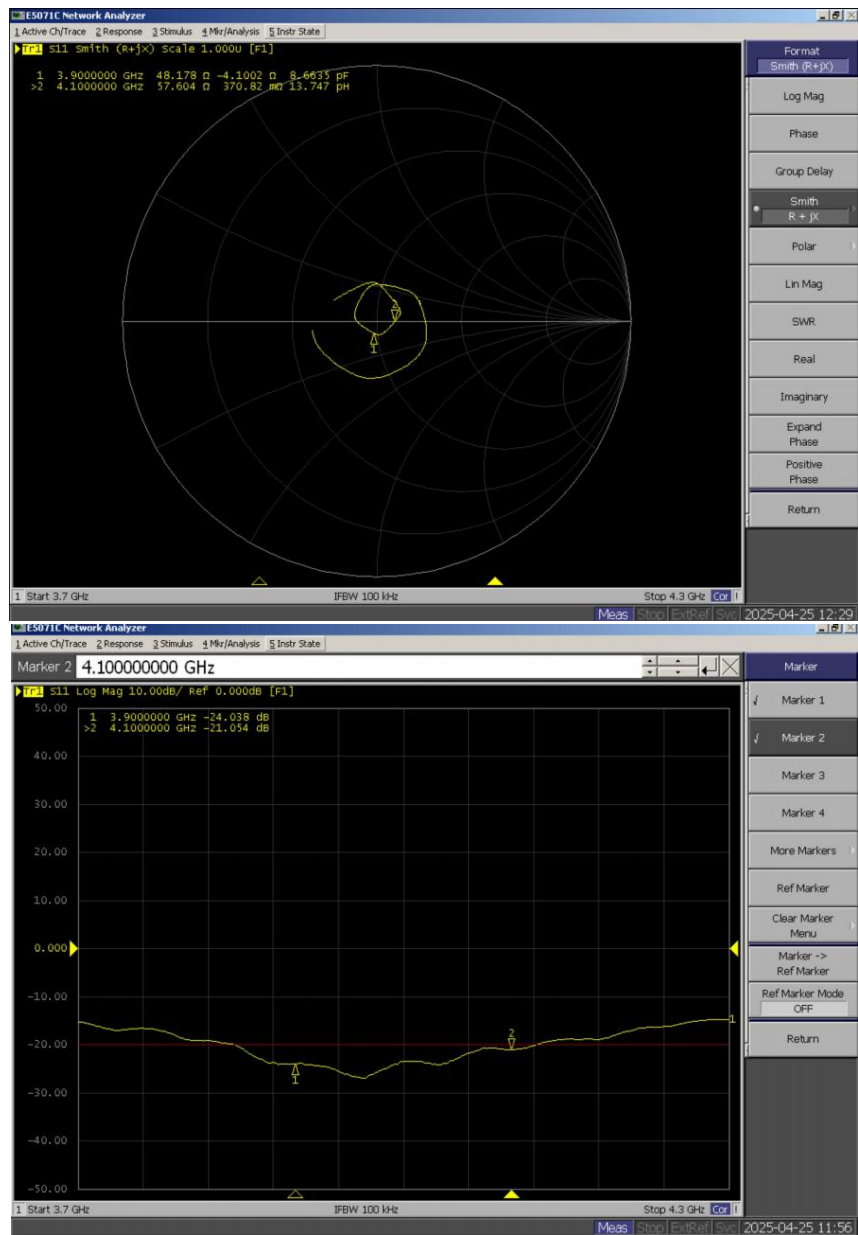 E5071C Network Analyzer
1 Active Ch/Trace 2 Response 3 Stimulus 4 Mkr/Analysis 5 Instr State
Tr1 S11 Smith (R+jX) Scale 1.000U [F1]
1 3.9000000 GHz 48.178 Ω -4.1002 Ω 8.6635 pF
>2 4.1000000 GHz 57.604 Ω 370.82 mΩ 13.747 pH
2
1
Format
Smith (R+jX)
Log Mag
Phase
Group Delay
Smith
R + jX
Polar
Lin Mag
SWR
Real
Imaginary
Expand
Phase
Positive
Phase
Return
1 Start 3.7 GHz IFBW 100 kHz Stop 4.3 GHz Cor !
Meas Stop ExtRef Svc 2025-04-25 12:29
E5071C Network Analyzer
1 Active Ch/Trace 2 Response 3 Stimulus 4 Mkr/Analysis 5 Instr State
Marker 2 4.100000000 GHz
Tr1 S11 Log Mag 10.00dB/ Ref 0.000dB [F1]
1 3.9000000 GHz -24.038 dB
>2 4.1000000 GHz -21.054 dB
50.00
40.00
30.00
20.00
10.00
0.000
-10.00
-20.00
-30.00
-40.00
-50.00
1
2
1
Marker
Marker 1
Marker 2
Marker 3
Marker 4
More Markers
Ref Marker
Clear Marker
Menu
Marker ->
Ref Marker
Ref Marker Mode
OFF
Return
1 Start 3.7 GHz IFBW 100 kHz Stop 4.3 GHz Cor !
Meas Stop ExtRef Svc 2025-04-25 11:56